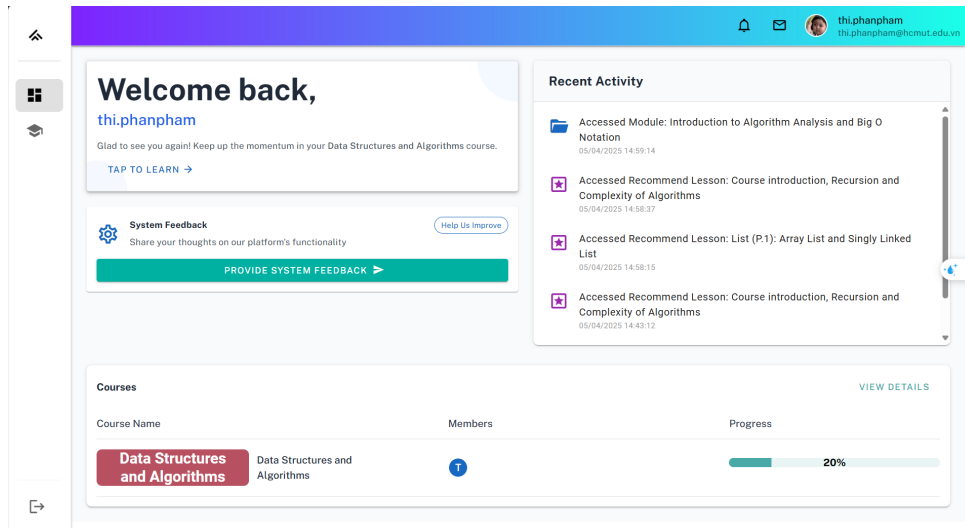 thi.phanpham
thi.phanpham@hcmut.edu.vn
Welcome back,
thi.phanpham
Glad to see you again! Keep up the momentum in your Data Structures and Algorithms course.
TAP TO LEARN →
System Feedback
Share your thoughts on our platform's functionality
Help Us Improve
PROVIDE SYSTEM FEEDBACK
Recent Activity
Accessed Module: Introduction to Algorithm Analysis and Big O
Notation
05/04/2025 14:59:14
Accessed Recommend Lesson: Course introduction, Recursion and
Complexity of Algorithms
05/04/2025 14:58:37
Accessed Recommend Lesson: List (P.1): Array List and Singly Linked
List
05/04/2025 14:58:15
Accessed Recommend Lesson: Course introduction, Recursion and
Complexity of Algorithms
05/04/2025 14:43:12
Courses
VIEW DETAILS
Course Name
Members
Progress
Data Structures
and Algorithms
Data Structures and
Algorithms
T
20%